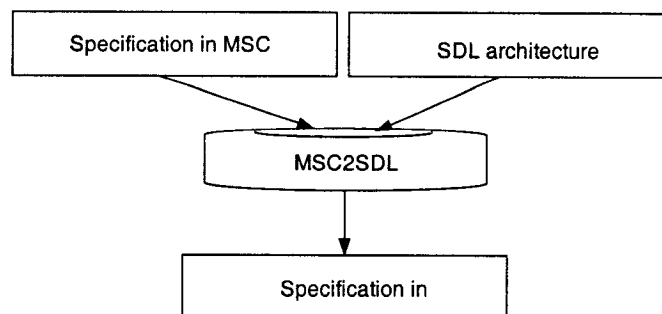 Specification in MSC
SDL architecture
MSC2SDL
Specification in